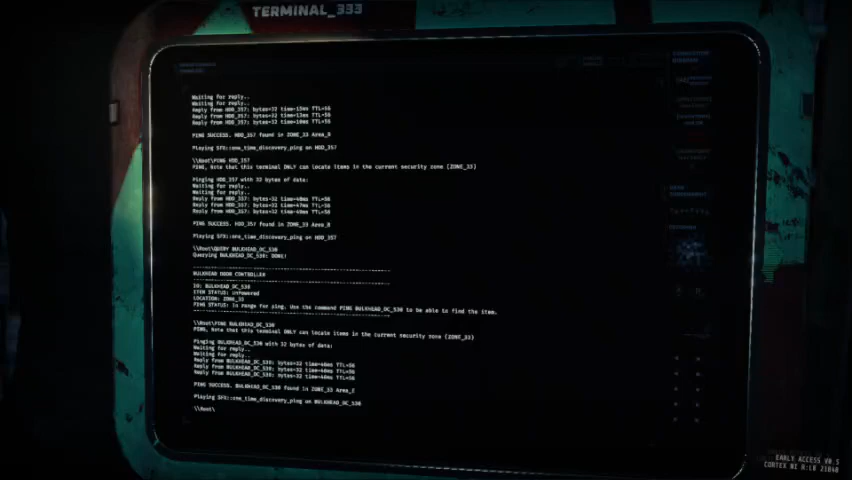 TERMINAL_333
Waiting for reply..
Waiting for reply..
Reply from HDD_357: bytes=32 time=15ms TTL=56
Reply from HDD_357: bytes=32 time=13ms TTL=56
Reply from HDD_357: bytes=32 time=10ms TTL=56
PING SUCCESS. HDD_357 found in ZONE_33 Area_B
Playing SFX::one_time_discovery_ping on HDD_357
\\Root\PING HDD_357
PING, Note that this terminal ONLY can locate items in the current security zone (ZONE_33)
Pinging HDD_357 with 32 bytes of data:
Waiting for reply..
Waiting for reply..
Reply from HDD_357: bytes=32 time=48ms TTL=56
Reply from HDD_357: bytes=32 time=47ms TTL=56
Reply from HDD_357: bytes=32 time=49ms TTL=56
PING SUCCESS. HDD_357 found in ZONE_33 Area_B
Playing SFX::one_time_discovery_ping on HDD_357
\\Root\QUERY BULKHEAD_DC_530
Querying BULKHEAD_DC_530: DONE!
BULKHEAD DOOR CONTROLLER
ID: BULKHEAD_DC_530
ITEM STATUS: UnPowered
LOCATION: ZONE_33
PING STATUS: In range for ping. Use the command PING BULKHEAD_DC_530 to be able to find the item.
\\Root\PING BULKHEAD_DC_530
PING, Note that this terminal ONLY can locate items in the current security zone (ZONE_33)
Pinging BULKHEAD_DC_530 with 32 bytes of data:
Waiting for reply..
Waiting for reply..
Reply from BULKHEAD_DC_530: bytes=32 time=46ms TTL=56
Reply from BULKHEAD_DC_530: bytes=32 time=46ms TTL=56
Reply from BULKHEAD_DC_530: bytes=32 time=46ms TTL=56
PING SUCCESS. BULKHEAD_DC_530 found in ZONE_33 Area_E
Playing SFX::one_time_discovery_ping on BULKHEAD_DC_530
\\Root\
EARLY ACCESS V0.5